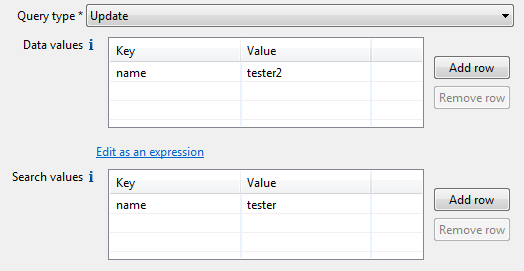 Query type * Update
Data values i
Key Value
name tester2
Add row
Remove row
Edit as an expression
Search values i
Key Value
name tester
Add row
Remove row